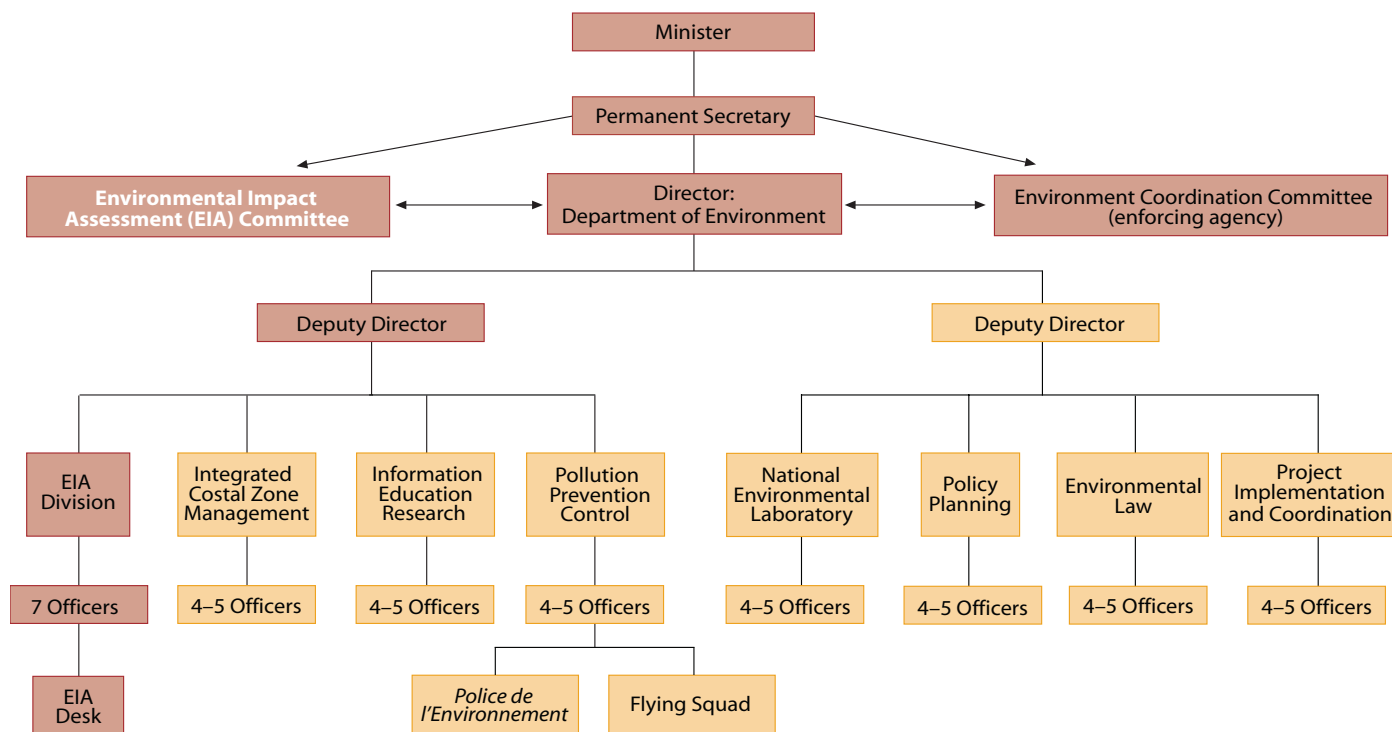 Minister
Permanent Secretary
Environmental Impact
Assessment (EIA) Committee
Director:
Department of Environment
Environment Coordination Committee
(enforcing agency)
Deputy Director
Deputy Director
EIA
Division
Integrated
Costal Zone
Management
Information
Education
Research
Pollution
Prevention
Control
National
Environmental
Laboratory
Policy
Planning
Environmental
Law
Project
Implementation
and Coordination
7 Officers
4–5 Officers
4–5 Officers
4–5 Officers
4–5 Officers
4–5 Officers
4–5 Officers
4–5 Officers
EIA
Desk
Police de
l’Environnement
Flying Squad